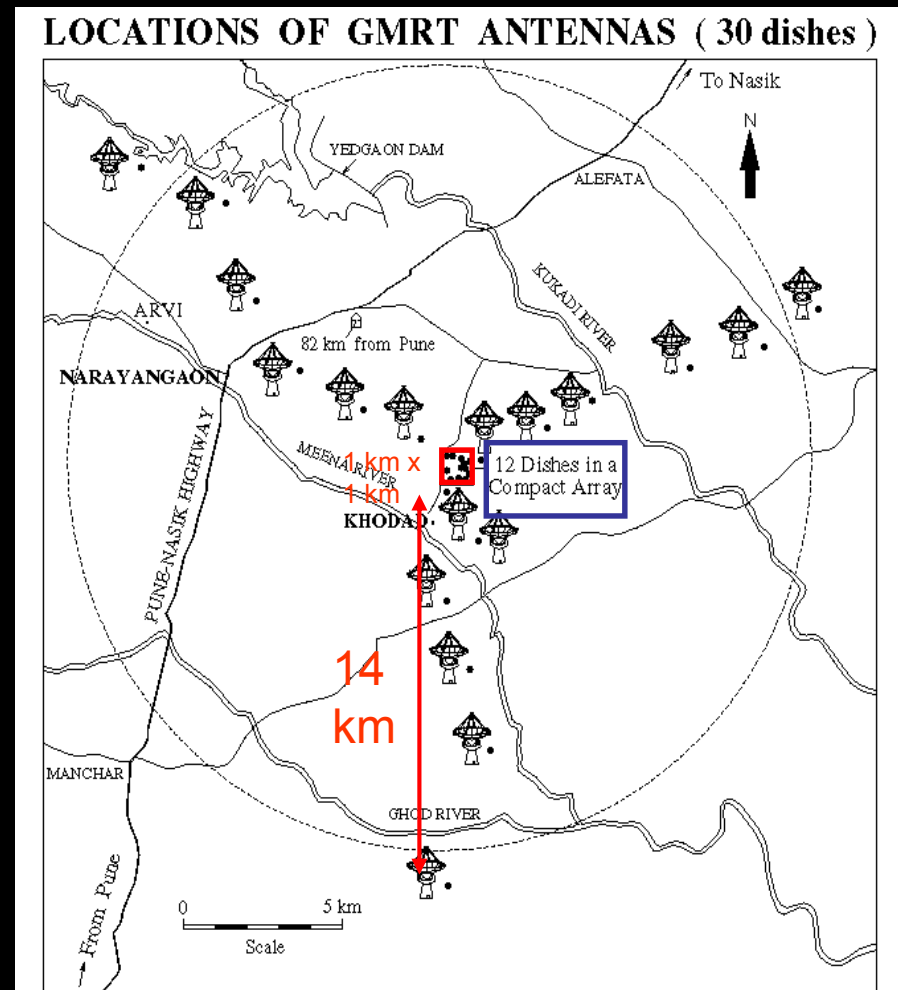 LOCATIONS OF GMRT ANTENNAS ( 30 dishes )
To Nasik
N
YEDGAON DAM
ALEFATA
KUKADI RIVER
ARVI
82 km from Pune
NARAYANGAON
PUNE-NASIK HIGHWAY
MEENA RIVER
1 km x
1 km
12 Dishes in a
Compact Array
KHODAD
14
km
MANCHAR
GHOD RIVER
From Pune
0 5 km
Scale